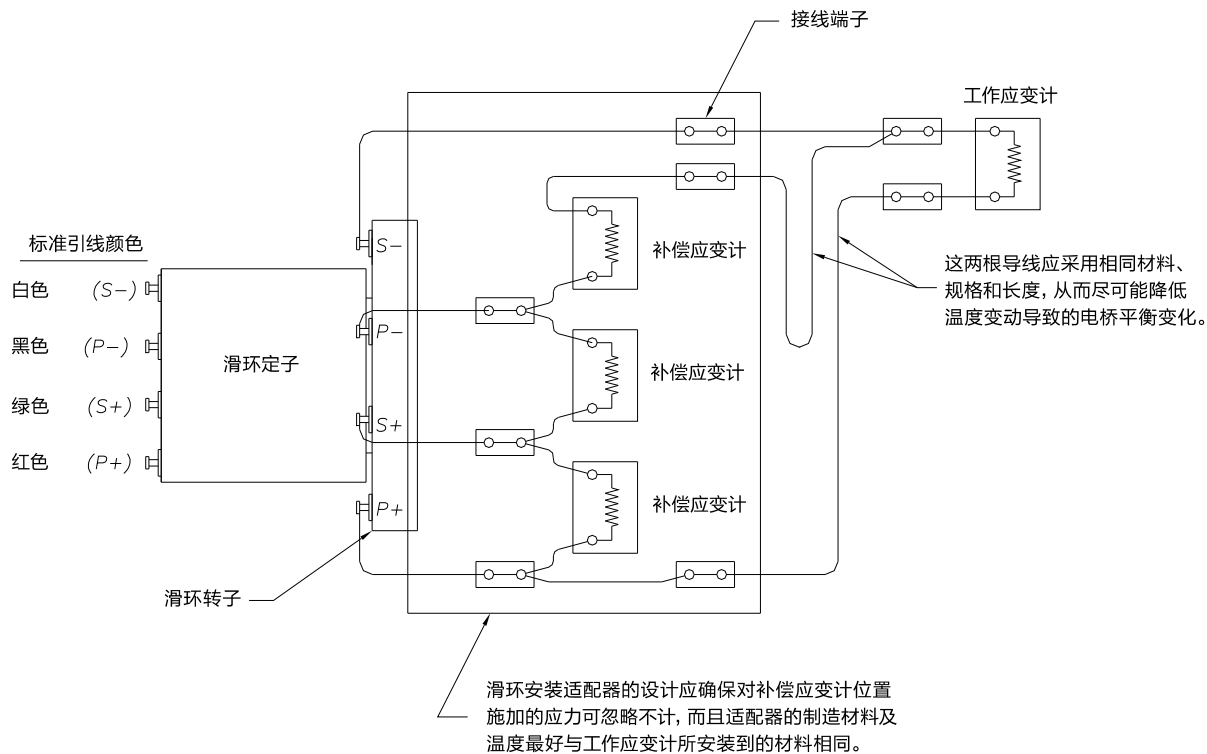 接线端子
工作应变计
S-
补偿应变计
标准引线颜色
这两根导线应采用相同材料、
规格和长度, 从而尽可能降低
温度变动导致的电桥平衡变化。
白色 (S-)
P-
黑色 (P-)
滑环定子
补偿应变计
绿色 (S+)
S+
红色 (P+)
P+
补偿应变计
滑环转子
滑环安装适配器的设计应确保对补偿应变计位置
施加的应力可忽略不计, 而且适配器的制造材料及
温度最好与工作应变计所安装到的材料相同。